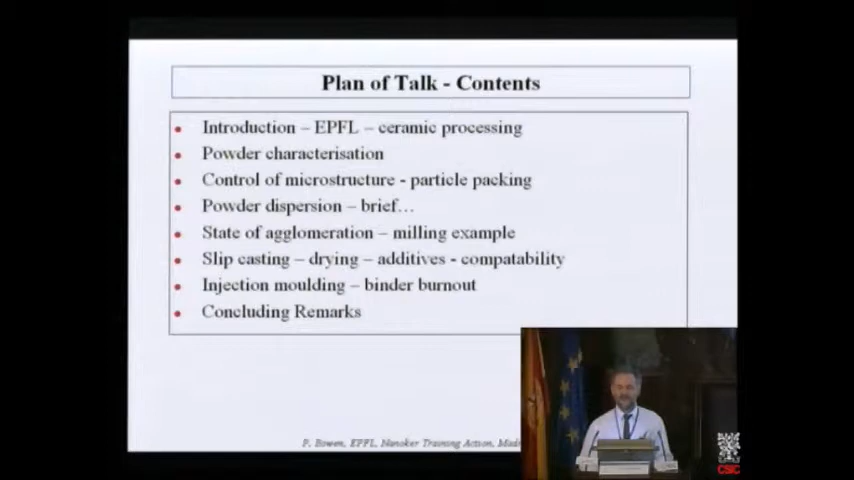 Plan of Talk - Contents
Introduction – EPFL – ceramic processing
Powder characterisation
Control of microstructure - particle packing
Powder dispersion – brief…
State of agglomeration – milling example
Slip casting – drying – additives - compatability
Injection moulding – binder burnout
Concluding Remarks
P. Bowen, EPFL, Nanoker Training Action,
CSIC